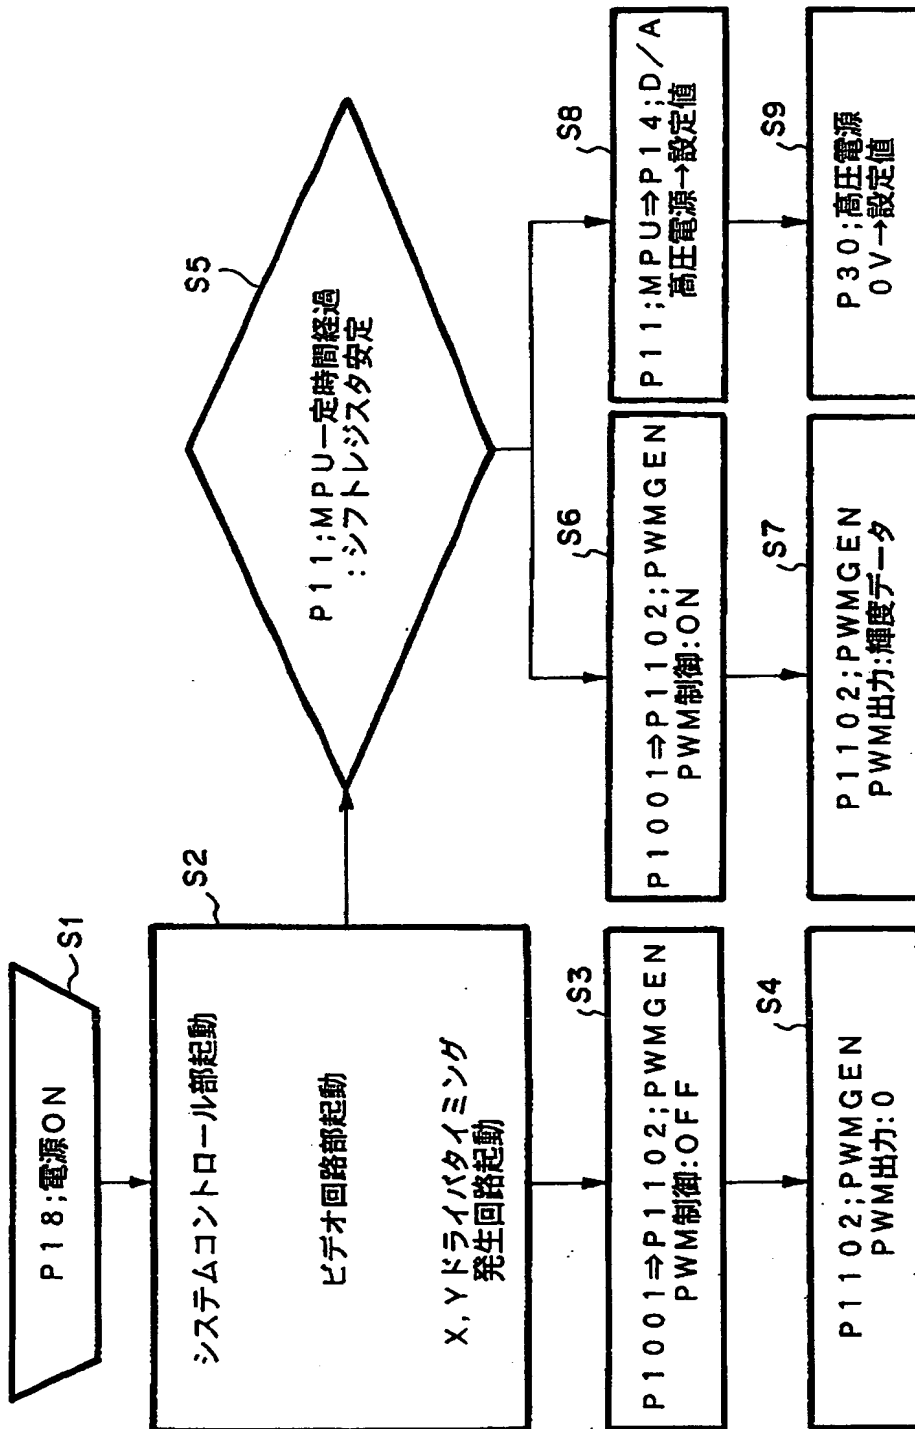 P18;電源ON
S1
システムコントロール部起動
ビデオ回路部起動
X,Yドライバタイミング
発生回路起動
S2
P1001⇒P1102;PWMGEN
PWM制御:OFF
S3
P1102;PWMGEN
PWM出力:0
S4
P11;MPU一定時間経過
:シフトレジスタ安定
S5
P1001⇒P1102;PWMGEN
PWM制御:ON
S6
P1102;PWMGEN
PWM出力:輝度データ
S7
P11;MPU⇒P14;D/A
高圧電源→設定値
S8
P30;高圧電源
0V→設定値
S9